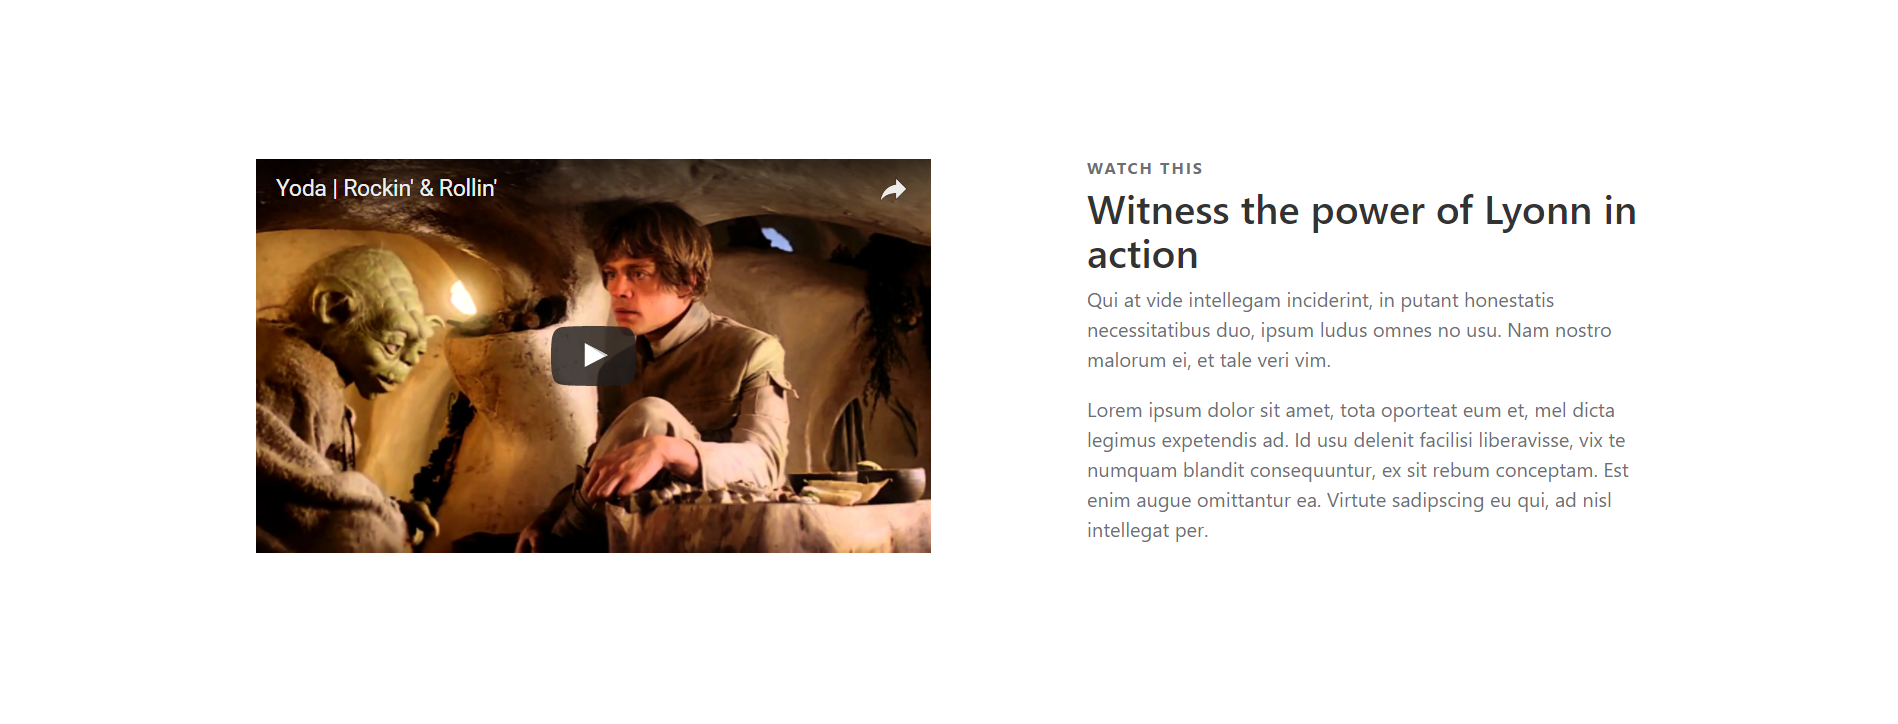 Yoda | Rockin' & Rollin'
WATCH THIS
Witness the power of Lyonn in
action
Qui at vide intellegam inciderint, in putant honestatis
necessitatibus duo, ipsum ludus omnes no usu. Nam nostro
malorum ei, et tale veri vim.
Lorem ipsum dolor sit amet, tota oporteat eum et, mel dicta
legimus expetendis ad. Id usu delenit facilisi liberavisse, vix te
numquam blandit consequuntur, ex sit rebum conceptam. Est
enim augue omittantur ea. Virtute sadipscing eu qui, ad nisl
intellegat per.